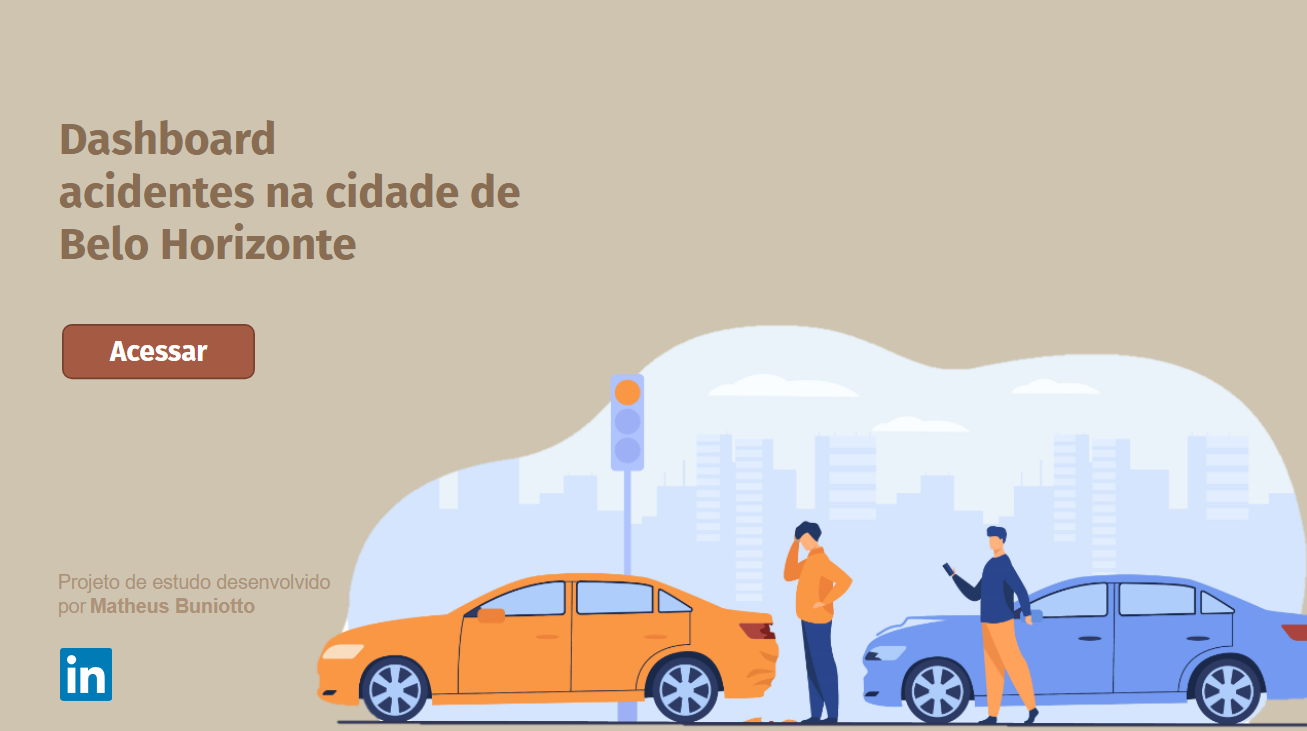 Dashboard
acidentes na cidade de
Belo Horizonte
Acessar
Projeto de estudo desenvolvido
por Matheus Buniotto
in